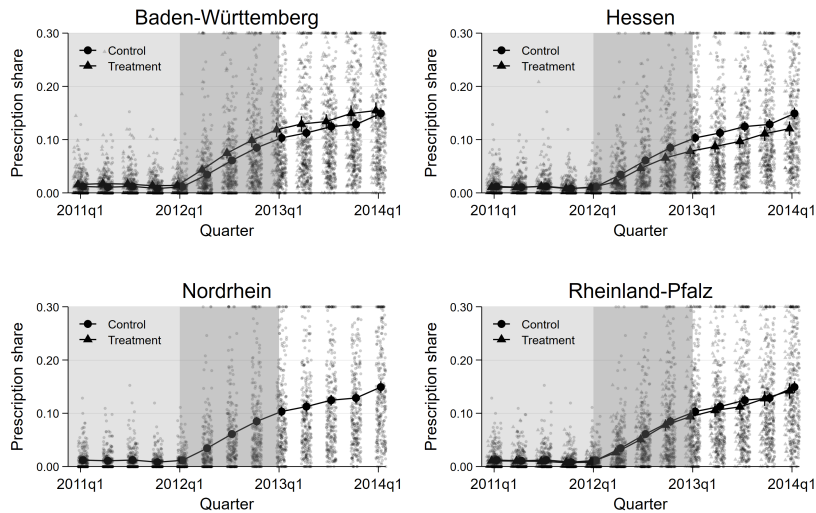 Baden-Württemberg
Prescription share
0.30
0.20
0.10
0.00
Control
Treatment
2011q1 2012q1 2013q1 2014q1
Quarter
Hessen
Prescription share
0.30
0.20
0.10
0.00
Control
Treatment
2011q1 2012q1 2013q1 2014q1
Quarter
Nordrhein
Prescription share
0.30
0.20
0.10
0.00
Control
Treatment
2011q1 2012q1 2013q1 2014q1
Quarter
Rheinland-Pfalz
Prescription share
0.30
0.20
0.10
0.00
Control
Treatment
2011q1 2012q1 2013q1 2014q1
Quarter